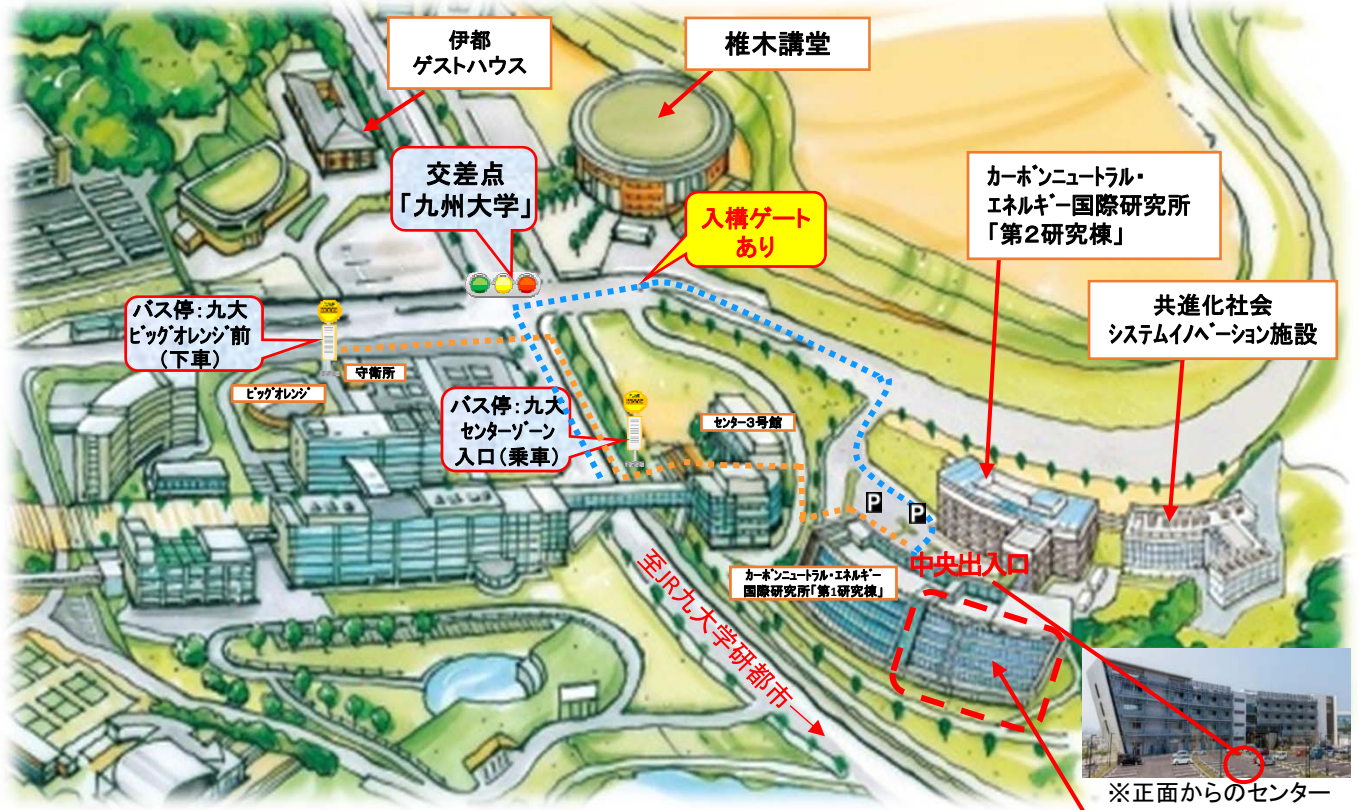 伊都
ゲストハウス
椎木講堂
交差点
「九州大学」
入構ゲート
あり
カーボンニュートラル・
エネルギー国際研究所
「第2研究棟」
共進化社会
システムイノベーション施設
バス停:九大
ビッグオレンジ前
(下車)
守衛所
ビッグオレンジ
バス停:九大
センターゾーン
入口(乗車)
センター3号館
P
P
カーボンニュートラル・エネルギー
国際研究所「第1研究棟」
中央出入口
至JR九大学研都市→
※正面からのセンター